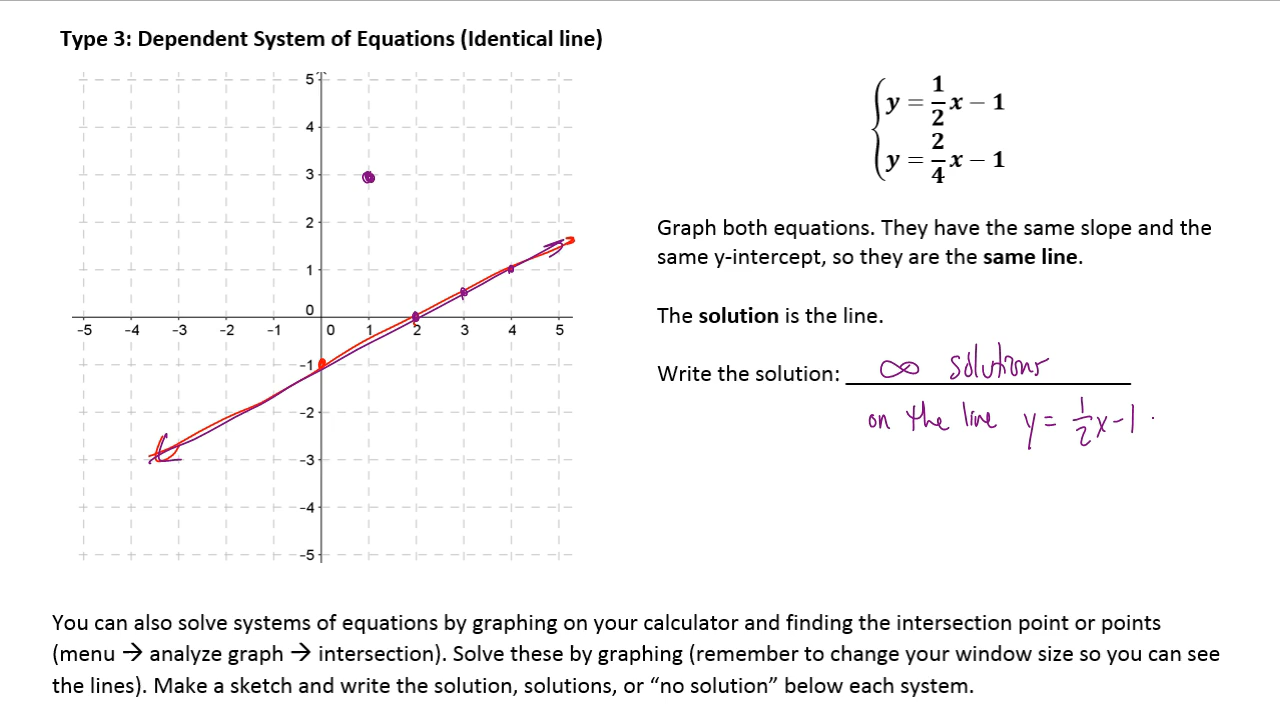 Type 3: Dependent System of Equations (Identical line)
5
4
3
2
1
0
-5 -4 -3 -2 -1 0 1 2 3 4 5
-1
-2
-3
-4
-5
y = 1/2 x − 1
y = 2/4 x − 1
Graph both equations. They have the same slope and the
same y-intercept, so they are the same line.
The solution is the line.
Write the solution: ∞ solutions
on the line y = 1/2 x - 1 .
You can also solve systems of equations by graphing on your calculator and finding the intersection point or points
(menu → analyze graph → intersection). Solve these by graphing (remember to change your window size so you can see
the lines). Make a sketch and write the solution, solutions, or “no solution” below each system.